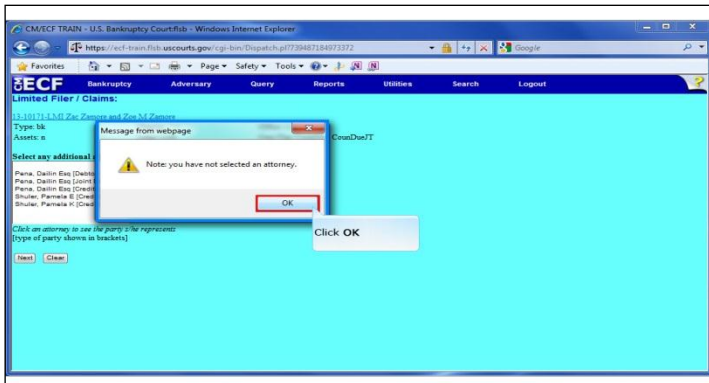 CM/ECF TRAIN - U.S. Bankruptcy Court:flsb - Windows Internet Explorer
https://ecf-train.flsb.uscourts.gov/cgi-bin/Dispatch.pl?739487184973372
Google
Favorites Page Safety Tools
ECF Bankruptcy Adversary Query Reports Utilities Search Logout ?
Limited Filer / Claims:
13-10171-LMI Zac Zamore and Zoe M Zamore
Type: bk
Assets: n
CounDueJT
Message from webpage
Note: you have not selected an attorney.
OK
Click OK
Select any additional
Pena, Dailin Esq [Debto
Pena, Dailin Esq [Joint
Pena, Dailin Esq [Credit
Shuler, Pamela E [Cred
Shuler, Pamela K [Cred
Click an attorney to see the party s/he represents
[type of party shown in brackets]
Next Clear